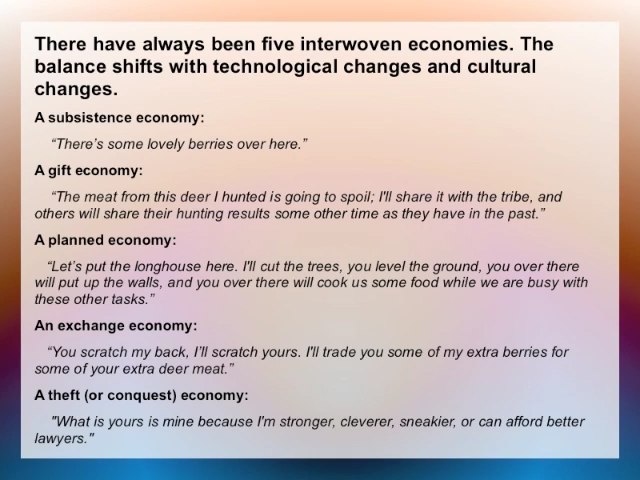 There have always been five interwoven economies. The
balance shifts with technological changes and cultural
changes.
A subsistence economy:
“There’s some lovely berries over here.”
A gift economy:
“The meat from this deer I hunted is going to spoil; I'll share it with the tribe, and
others will share their hunting results some other time as they have in the past.”
A planned economy:
“Let’s put the longhouse here. I'll cut the trees, you level the ground, you over there
will put up the walls, and you over there will cook us some food while we are busy with
these other tasks.”
An exchange economy:
“You scratch my back, I’ll scratch yours. I'll trade you some of my extra berries for
some of your extra deer meat.”
A theft (or conquest) economy:
"What is yours is mine because I'm stronger, cleverer, sneakier, or can afford better
lawyers."